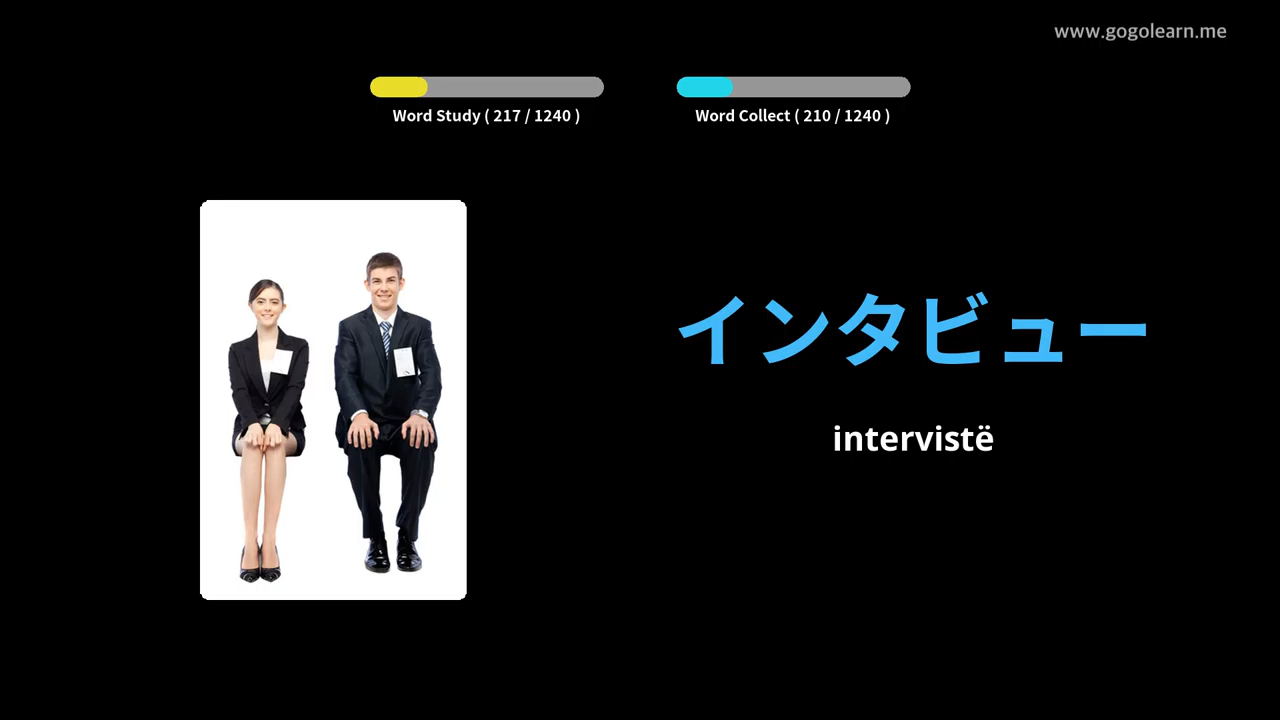 www.gogolearn.me
Word Study ( 217 / 1240 )
Word Collect ( 210 / 1240 )
インタビュー
intervistë